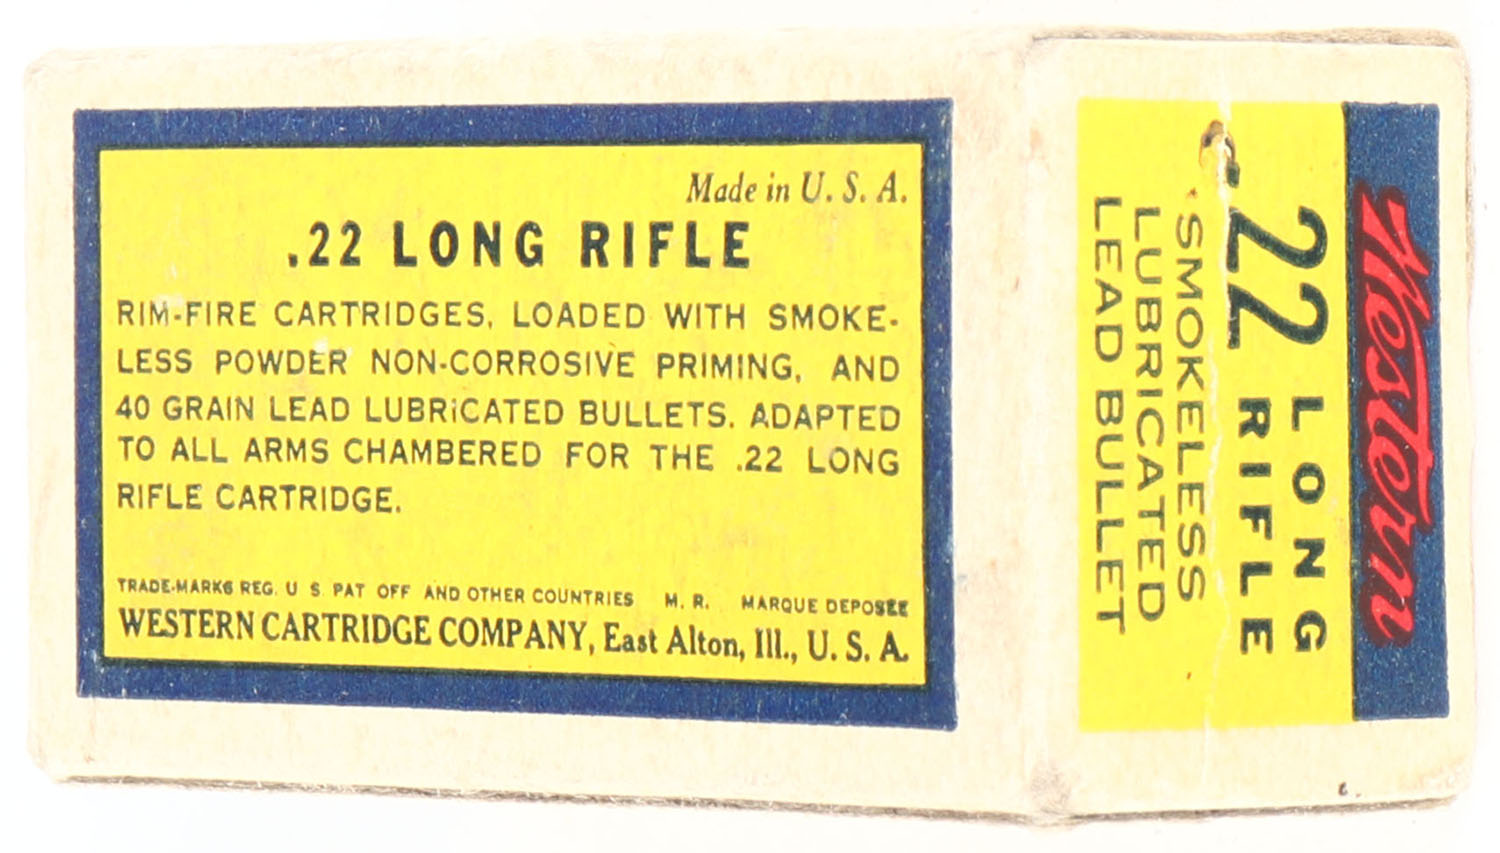 Made in U. S. A.
.22 LONG RIFLE
RIM-FIRE CARTRIDGES, LOADED WITH SMOKE-
LESS POWDER NON-CORROSIVE PRIMING, AND
40 GRAIN LEAD LUBRICATED BULLETS. ADAPTED
TO ALL ARMS CHAMBERED FOR THE .22 LONG
RIFLE CARTRIDGE.
TRADE-MARKS REG. U S PAT OFF AND OTHER COUNTRIES M. R. MARQUE DEPOSEE
WESTERN CARTRIDGE COMPANY, East Alton, Ill., U. S. A.
Western
.22 LONG
RIFLE
SMOKELESS
LUBRICATED
LEAD BULLET